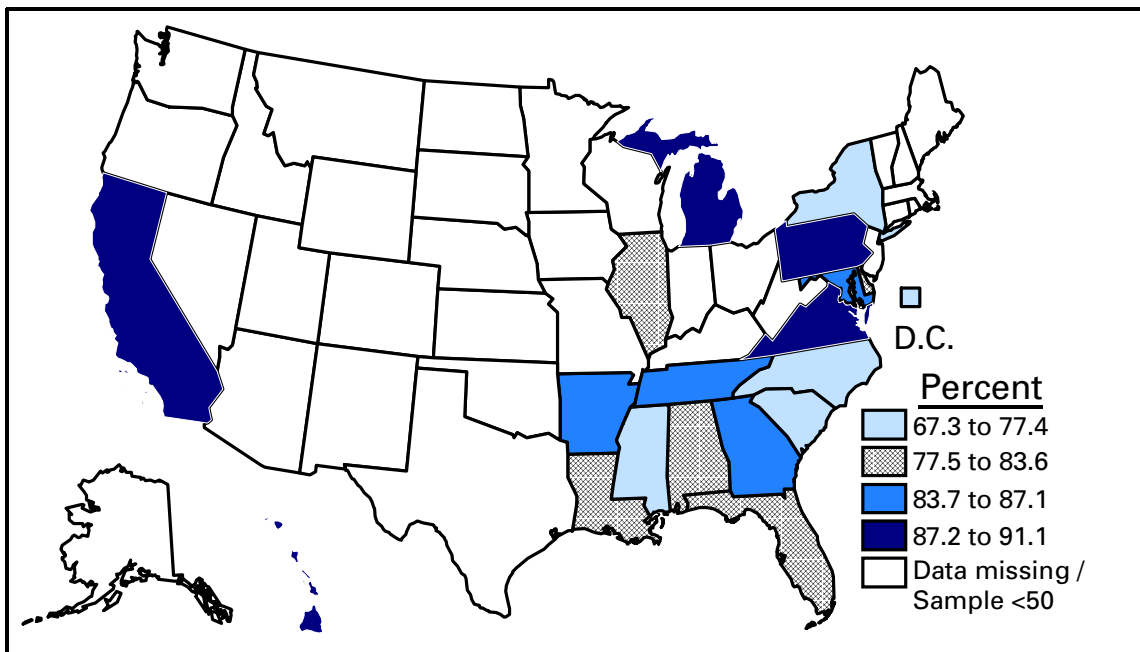 D.C.
Percent
67.3 to 77.4
77.5 to 83.6
83.7 to 87.1
87.2 to 91.1
Data missing /
Sample <50